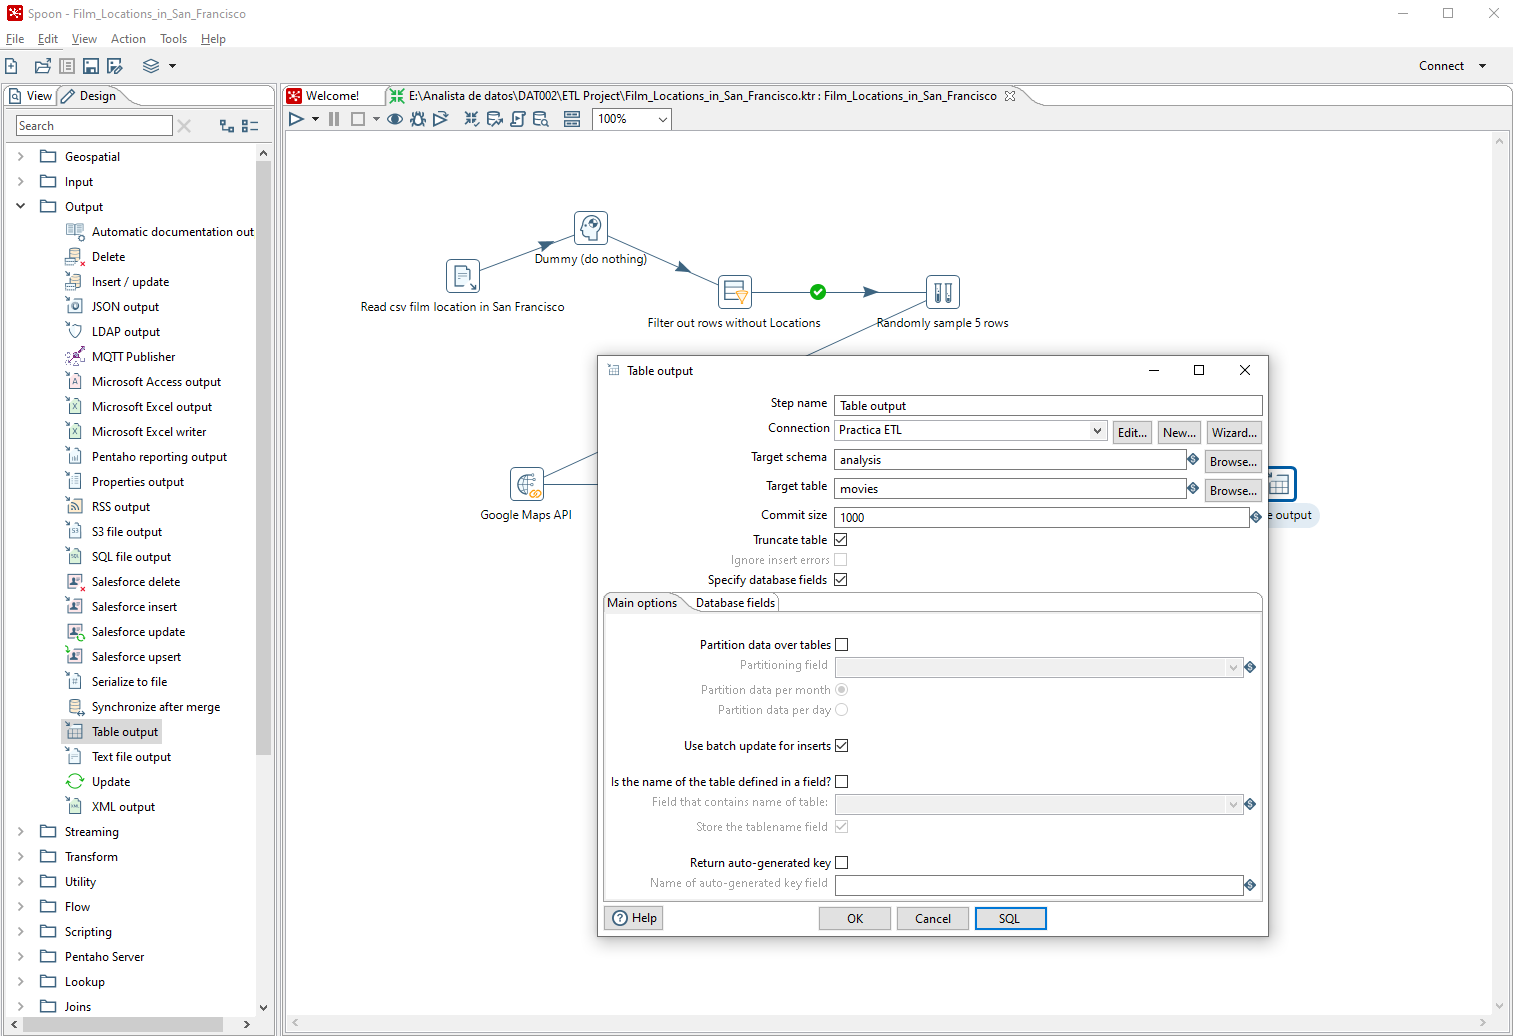 Spoon - Film_Locations_in_San_Francisco
File Edit View Action Tools Help
Connect
View Design
Welcome! E:\Analista de datos\DAT002\ETL Project\Film_Locations_in_San_Francisco.ktr : Film_Locations_in_San_Francisco
Search
100%
Geospatial
Input
Output
Automatic documentation out
Delete
Insert / update
JSON output
LDAP output
MQTT Publisher
Microsoft Access output
Microsoft Excel output
Microsoft Excel writer
Pentaho reporting output
Properties output
RSS output
S3 file output
SQL file output
Salesforce delete
Salesforce insert
Salesforce update
Salesforce upsert
Serialize to file
Synchronize after merge
Table output
Text file output
Update
XML output
Streaming
Transform
Utility
Flow
Scripting
Pentaho Server
Lookup
Joins
Dummy (do nothing)
Read csv film location in San Francisco
Filter out rows without Locations
Randomly sample 5 rows
Google Maps API
e output
Table output
Step name Table output
Connection Practica ETL Edit... New... Wizard...
Target schema analysis Browse...
Target table movies Browse...
Commit size 1000
Truncate table
Ignore insert errors
Specify database fields
Main options Database fields
Partition data over tables
Partitioning field
Partition data per month
Partition data per day
Use batch update for inserts
Is the name of the table defined in a field?
Field that contains name of table:
Store the tablename field
Return auto-generated key
Name of auto-generated key field
Help OK Cancel SQL